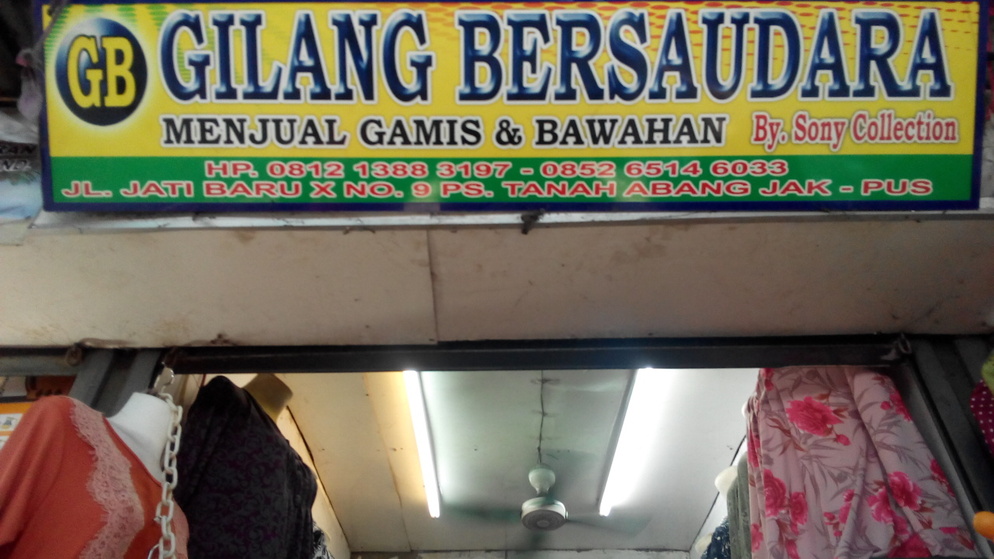 GB GILANG BERSAUDARA
MENJUAL GAMIS & BAWAHAN By. Sony Collection
HP. 0812 1388 3197 - 0852 6514 6033
JL. JATI BARU X NO. 9 PS. TANAH ABANG JAK - PUS